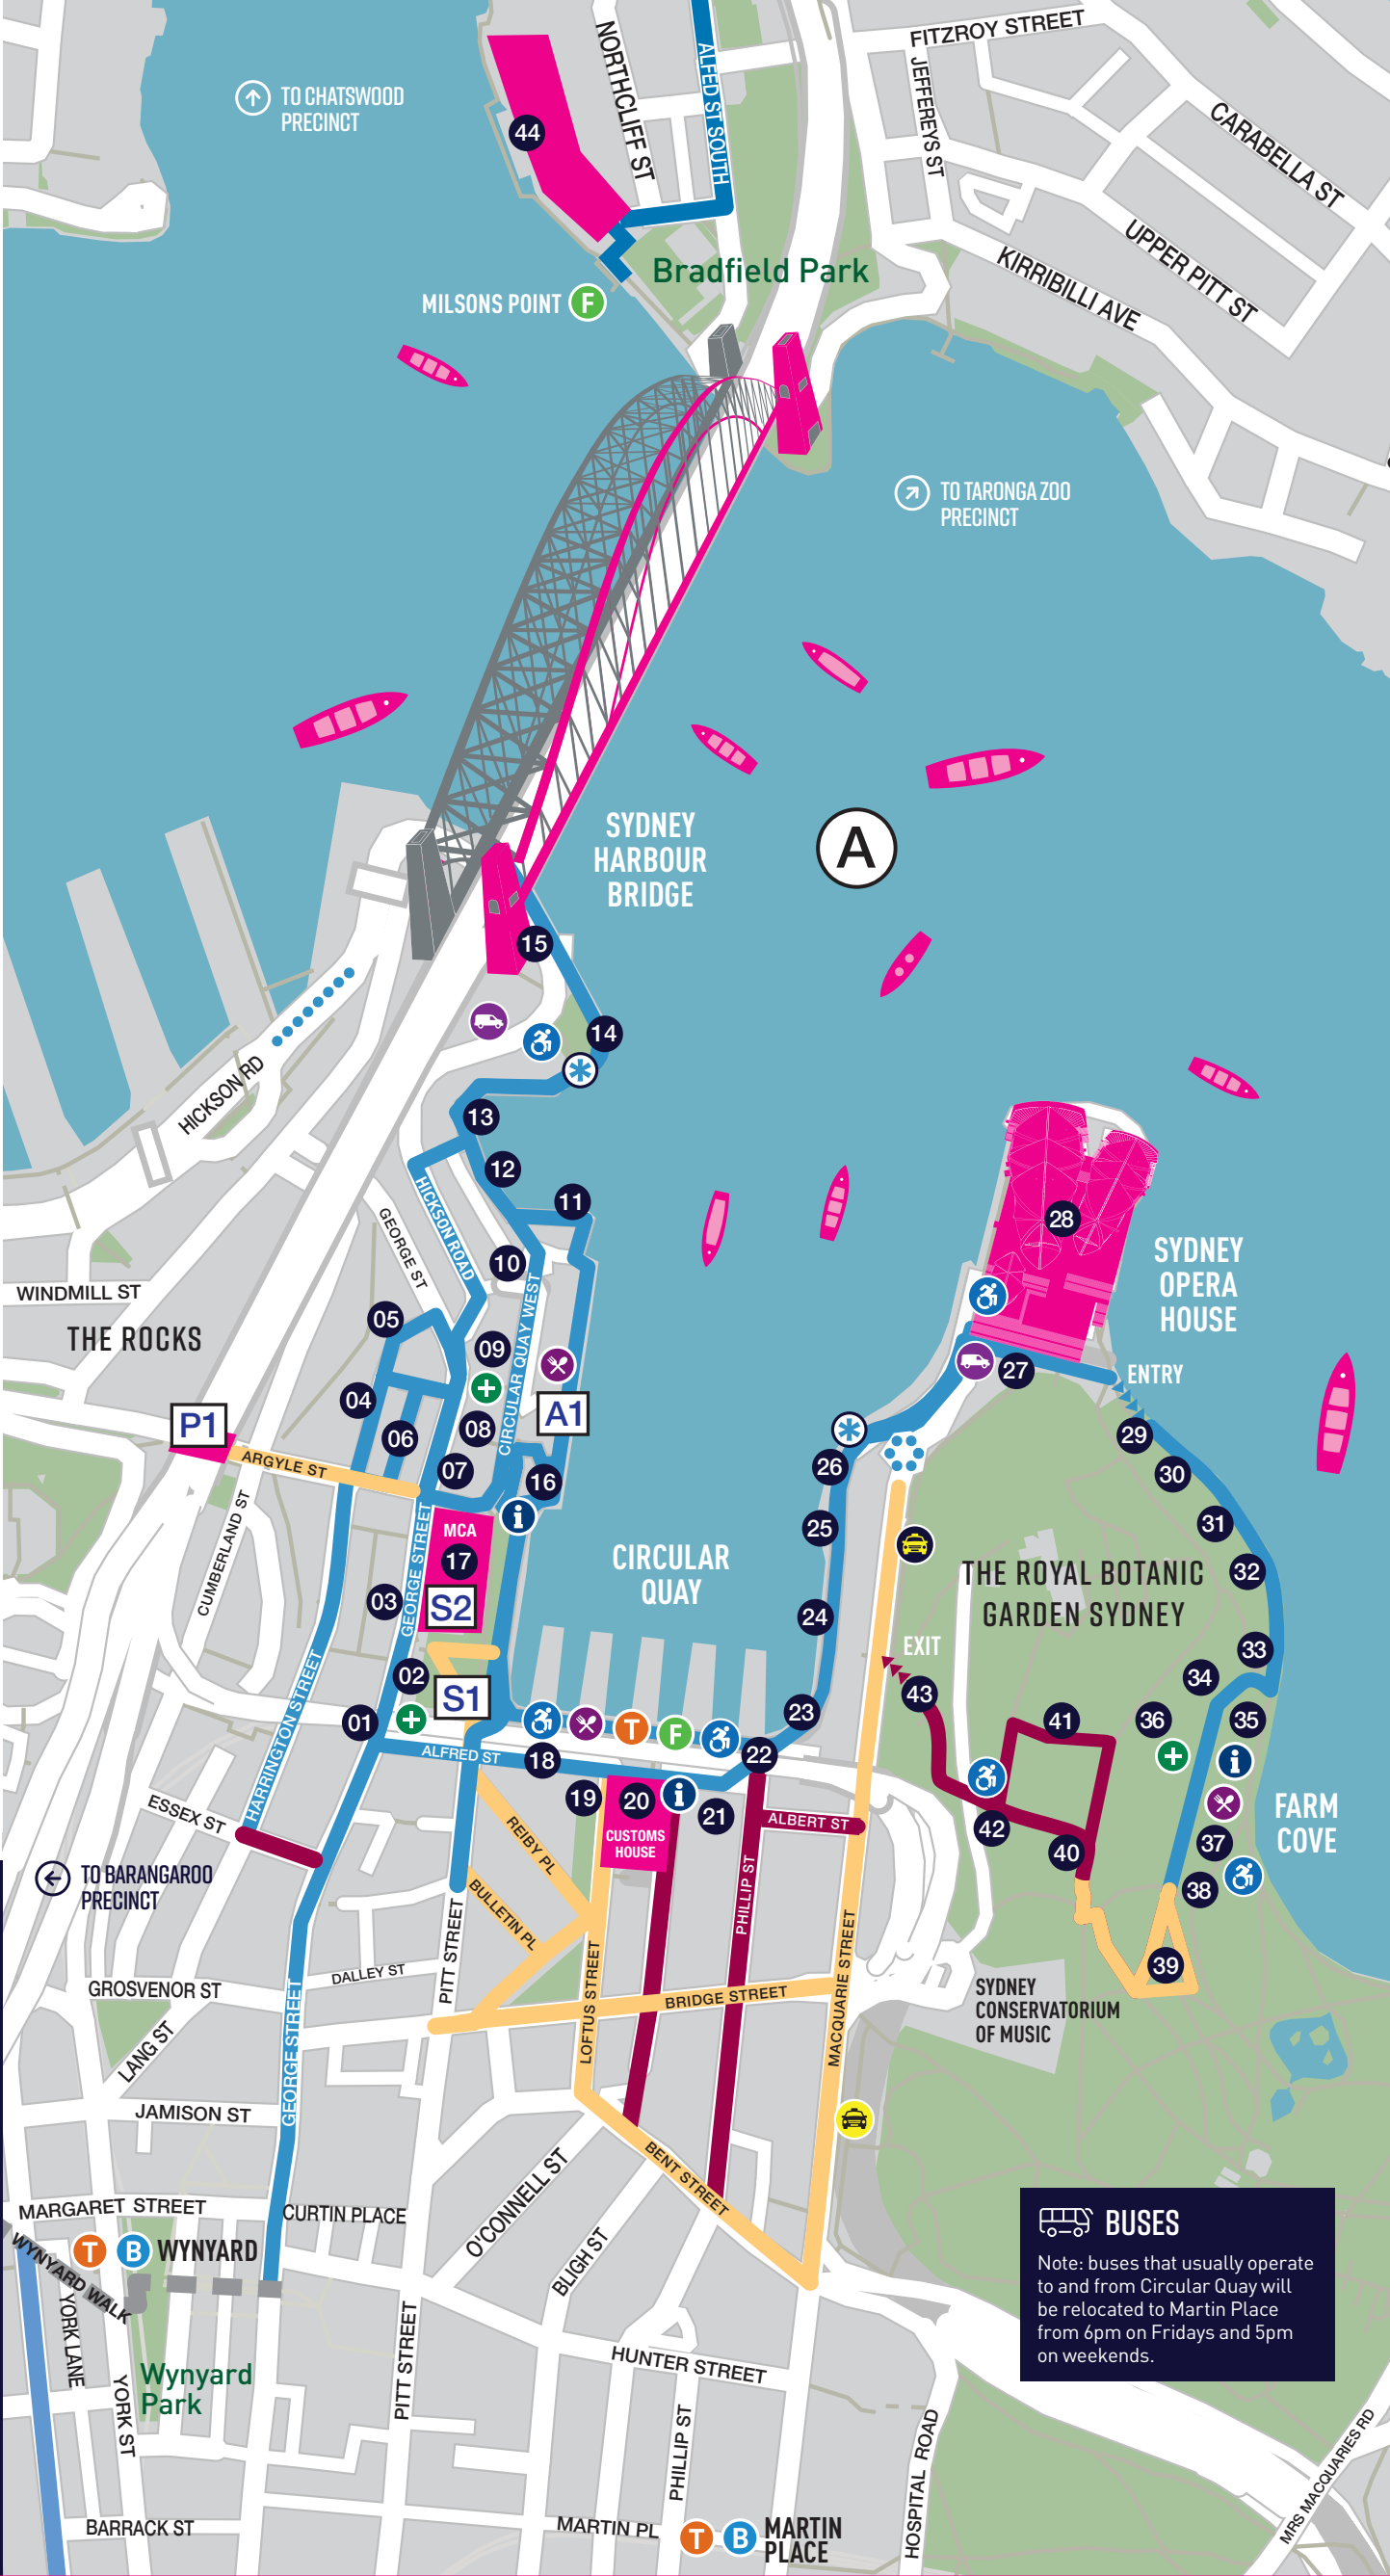 FITZROY STREET
NORTHCLIFF ST
ALFED ST SOUTH
JEFFEREYS ST
CARABELLA ST
TO CHATSWOOD
PRECINCT
44
UPPER PITT ST
KIRRIBILLI AVE
Bradfield Park
MILSONS POINT F
TO TARONGA ZOO
PRECINCT
SYDNEY
HARBOUR
BRIDGE
A
15
14
HICKSON RD
13
12
11
HICKSON ROAD
GEORGE ST
10
28
SYDNEY
OPERA
HOUSE
WINDMILL ST
THE ROCKS
05
09
CIRCULAR QUAY WEST
27
ENTRY
04
A1
P1
06
08
29
ARGYLE ST
07
16
26
30
i
CUMBERLAND ST
MCA
17
S2
GEORGE STREET
03
CIRCULAR
QUAY
25
31
32
THE ROYAL BOTANIC
GARDEN SYDNEY
24
EXIT
33
HARRINGTON STREET
02
S1
34
43
23
01
T
F
41
36
35
ALFRED ST
18
22
i
ESSEX ST
19
20
i
21
CUSTOMS
HOUSE
ALBERT ST
42
FARM
COVE
REIBY PL
37
40
TO BARANGAROO
PRECINCT
38
BULLETIN PL
PHILLIP ST
PITT STREET
39
DALLEY ST
GROSVENOR ST
LOFTUS STREET
BRIDGE STREET
MACQUARIE STREET
SYDNEY
CONSERVATORIUM
OF MUSIC
LANG ST
GEORGE STREET
JAMISON ST
O'CONNELL ST
BENT STREET
MARGARET STREET
CURTIN PLACE
BLIGH ST
T B WYNYARD
WYNYARD WALK
BUSES
Note: buses that usually operate
to and from Circular Quay will
be relocated to Martin Place
from 6pm on Fridays and 5pm
on weekends.
YORK LANE
YORK ST
Wynyard
Park
PITT STREET
HUNTER STREET
PHILLIP ST
HOSPITAL ROAD
MRS MACQUARIES RD
BARRACK ST
MARTIN PL
T B MARTIN
PLACE